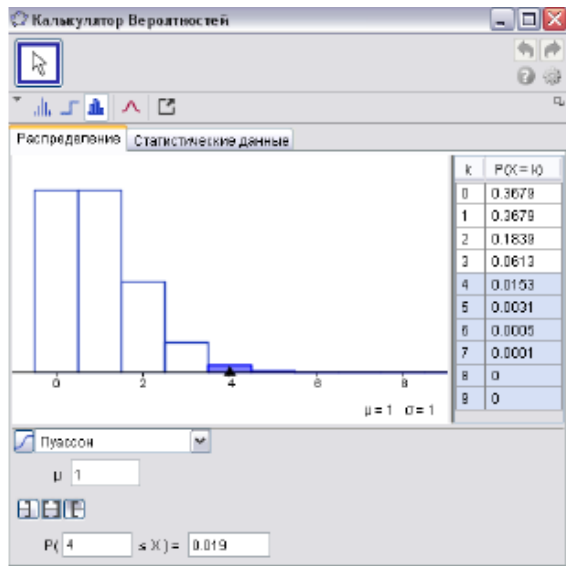 Калькулятор Вероятностей
Распределение Статистические данные
k P(X = k)
0 0.3679
1 0.3679
2 0.1839
3 0.0613
4 0.0153
5 0.0031
6 0.0005
7 0.0001
8 0
9 0
0 2 4 6 8
μ = 1 σ = 1
Пуассон
μ 1
P( 4 ≤ X ) = 0.019